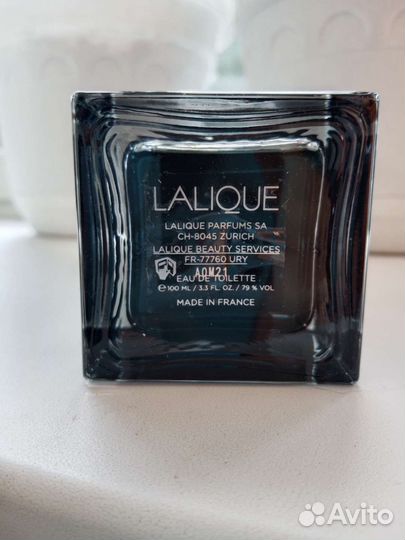 LALIQUE
LALIQUE PARFUMS SA
CH-8045 ZURICH
LALIQUE BEAUTY SERVICES
FR-77760 URY
AQM21
EAU DE TOILETTE
℮ 100 ML / 3.3 FL. OZ. / 79 % VOL
MADE IN FRANCE
Avito